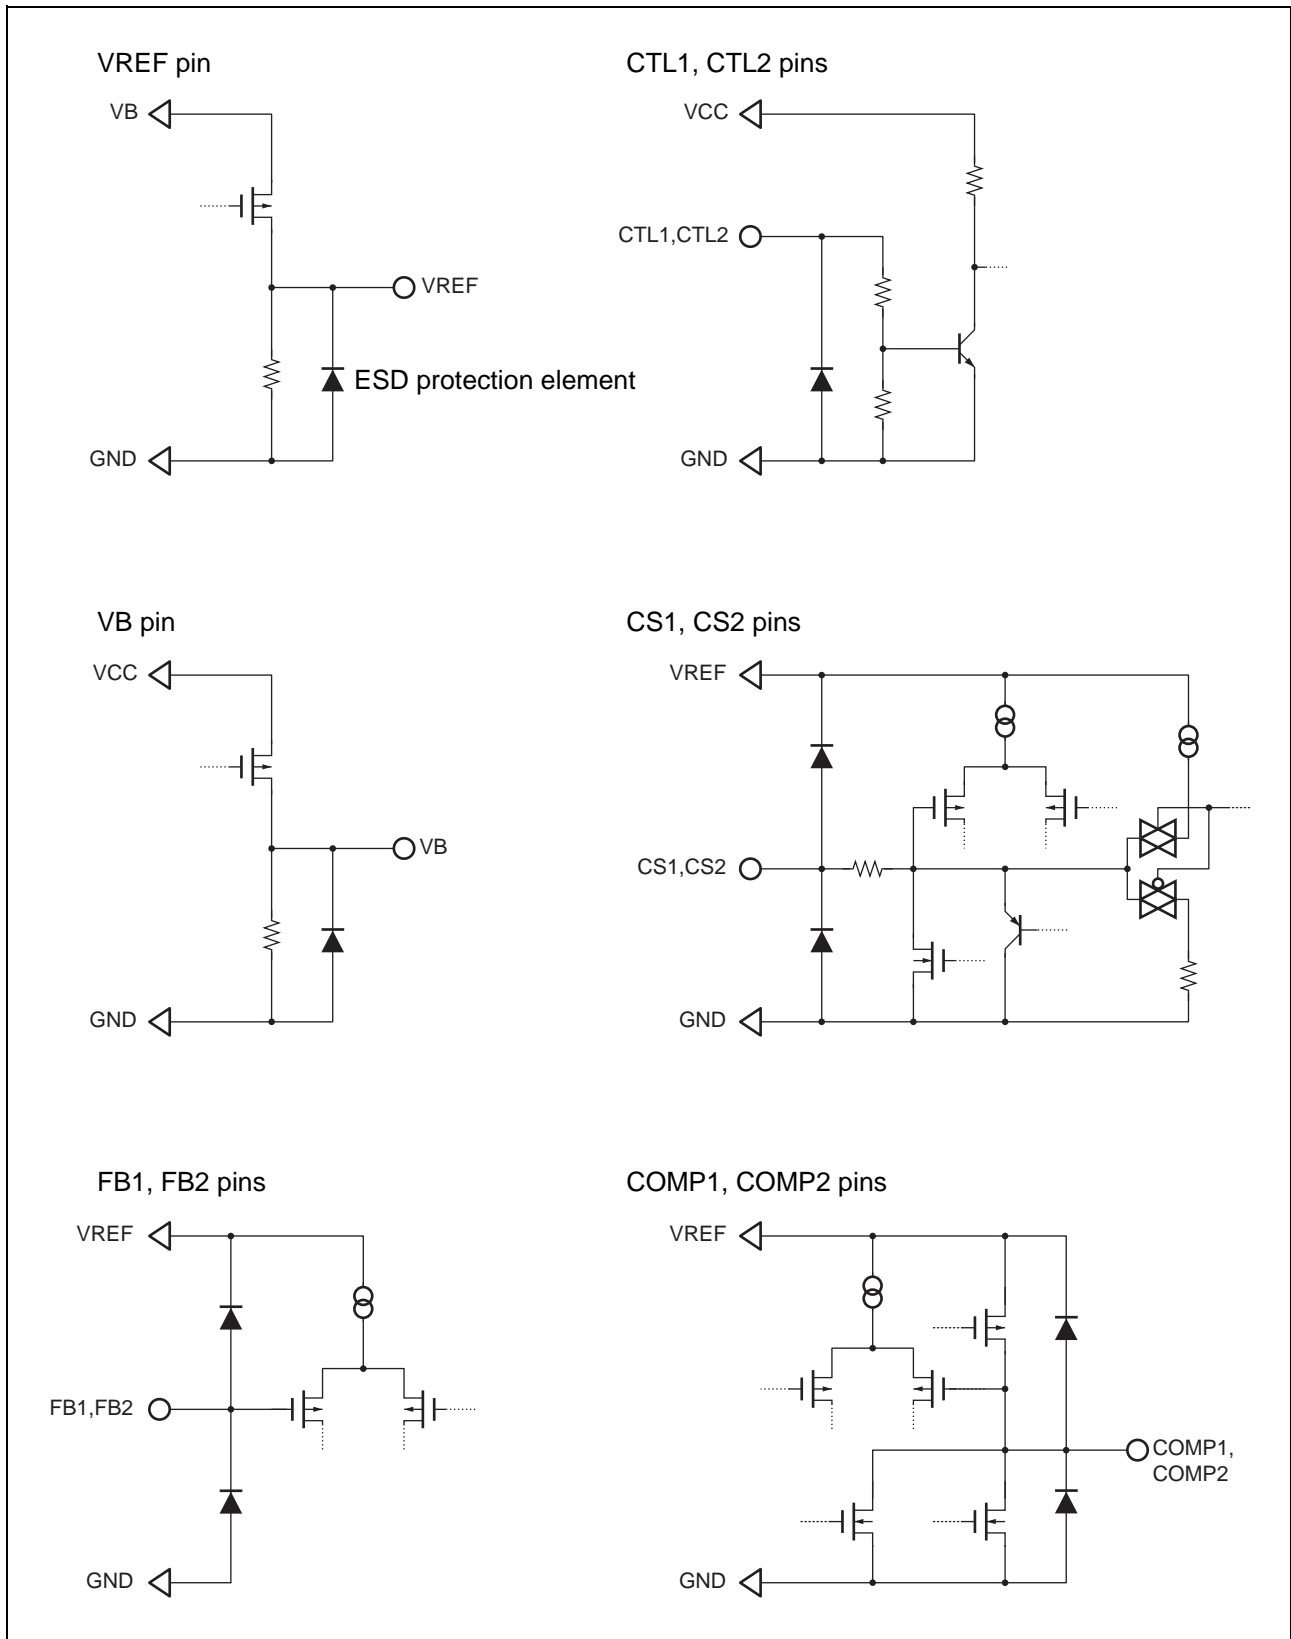 VREF pin
VB
VREF
ESD protection element
GND
CTL1, CTL2 pins
VCC
CTL1,CTL2
GND
VB pin
VCC
VB
GND
CS1, CS2 pins
VREF
CS1,CS2
GND
FB1, FB2 pins
VREF
FB1,FB2
GND
COMP1, COMP2 pins
VREF
COMP1,
COMP2
GND